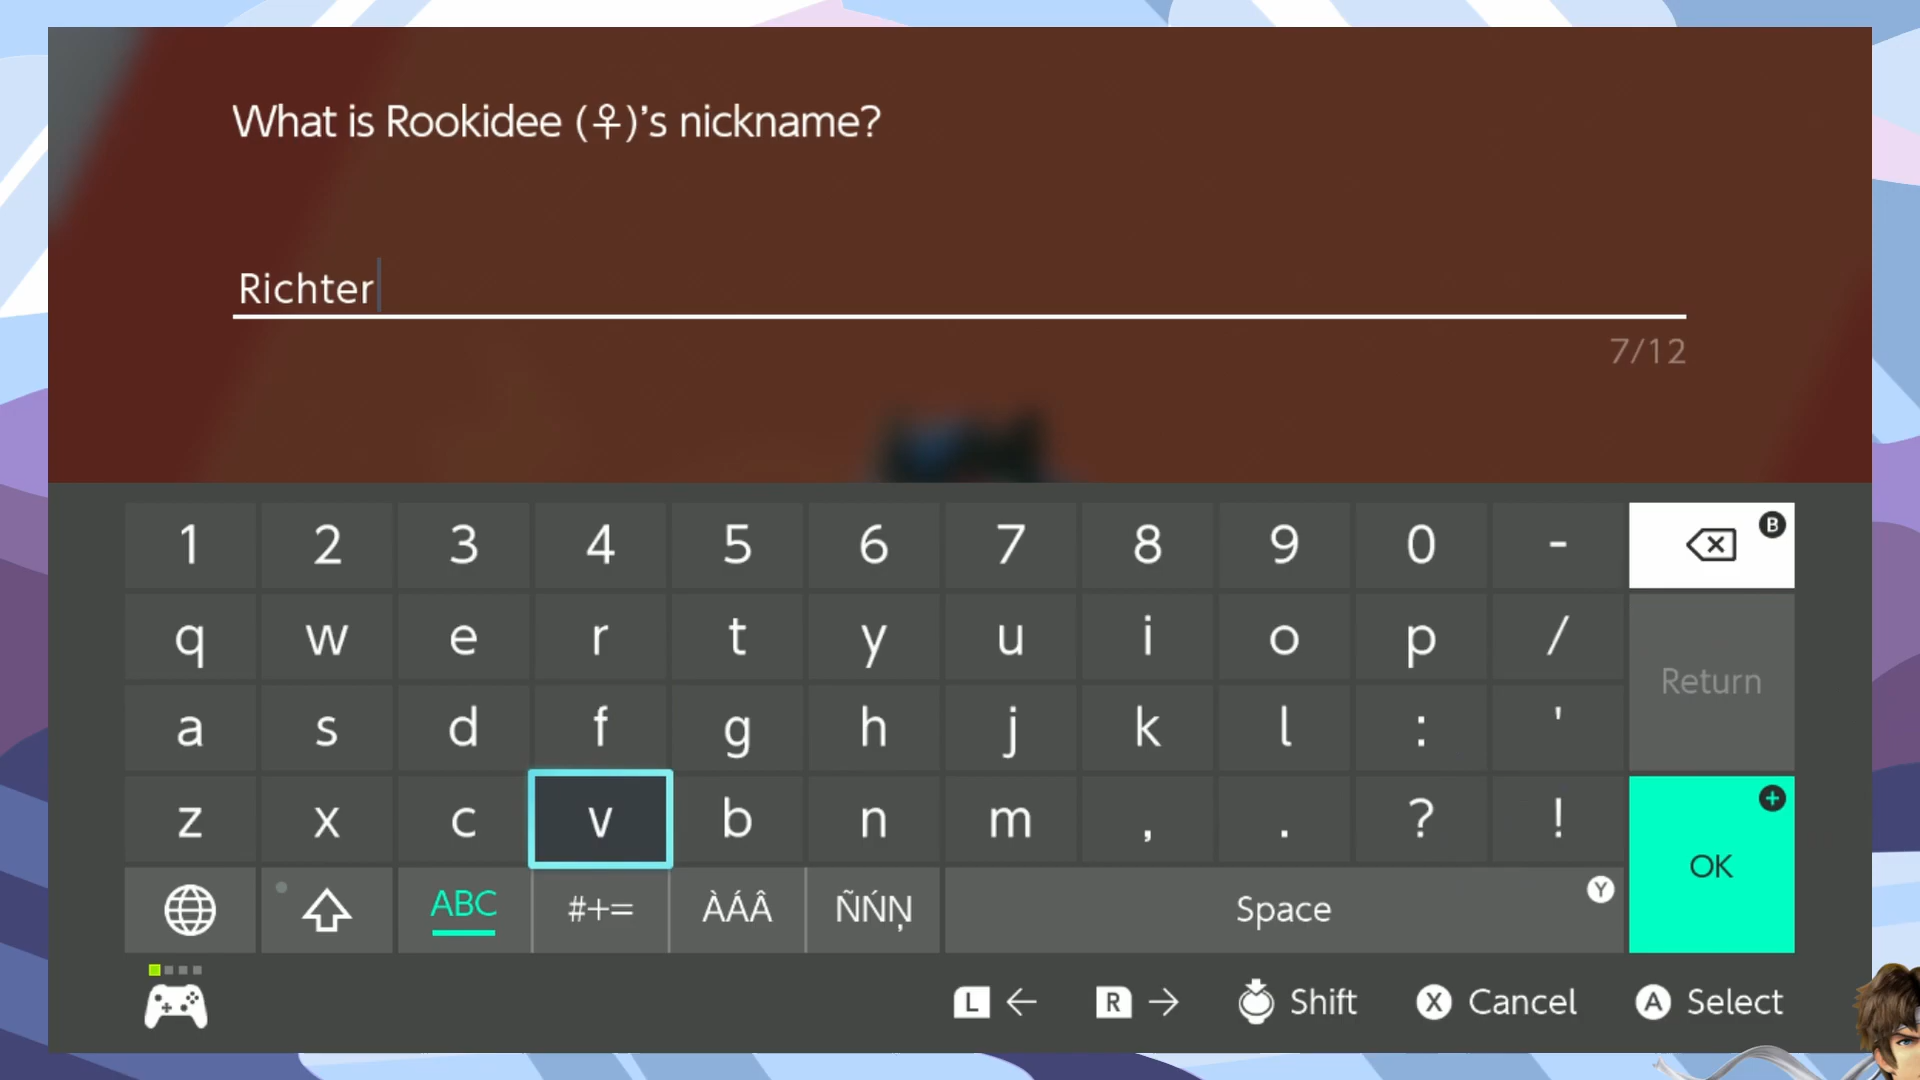 What is Rookidee (♀)'s nickname?
Richter
7/12
1 2 3 4 5 6 7 8 9 0 - B
q w e r t y u i o p / Return
a s d f g h j k l : '
z x c v b n m , . ? ! + OK
ABC #+= ÀÁÂ ÑŃŅ Space Y
L ← R → Shift X Cancel A Select